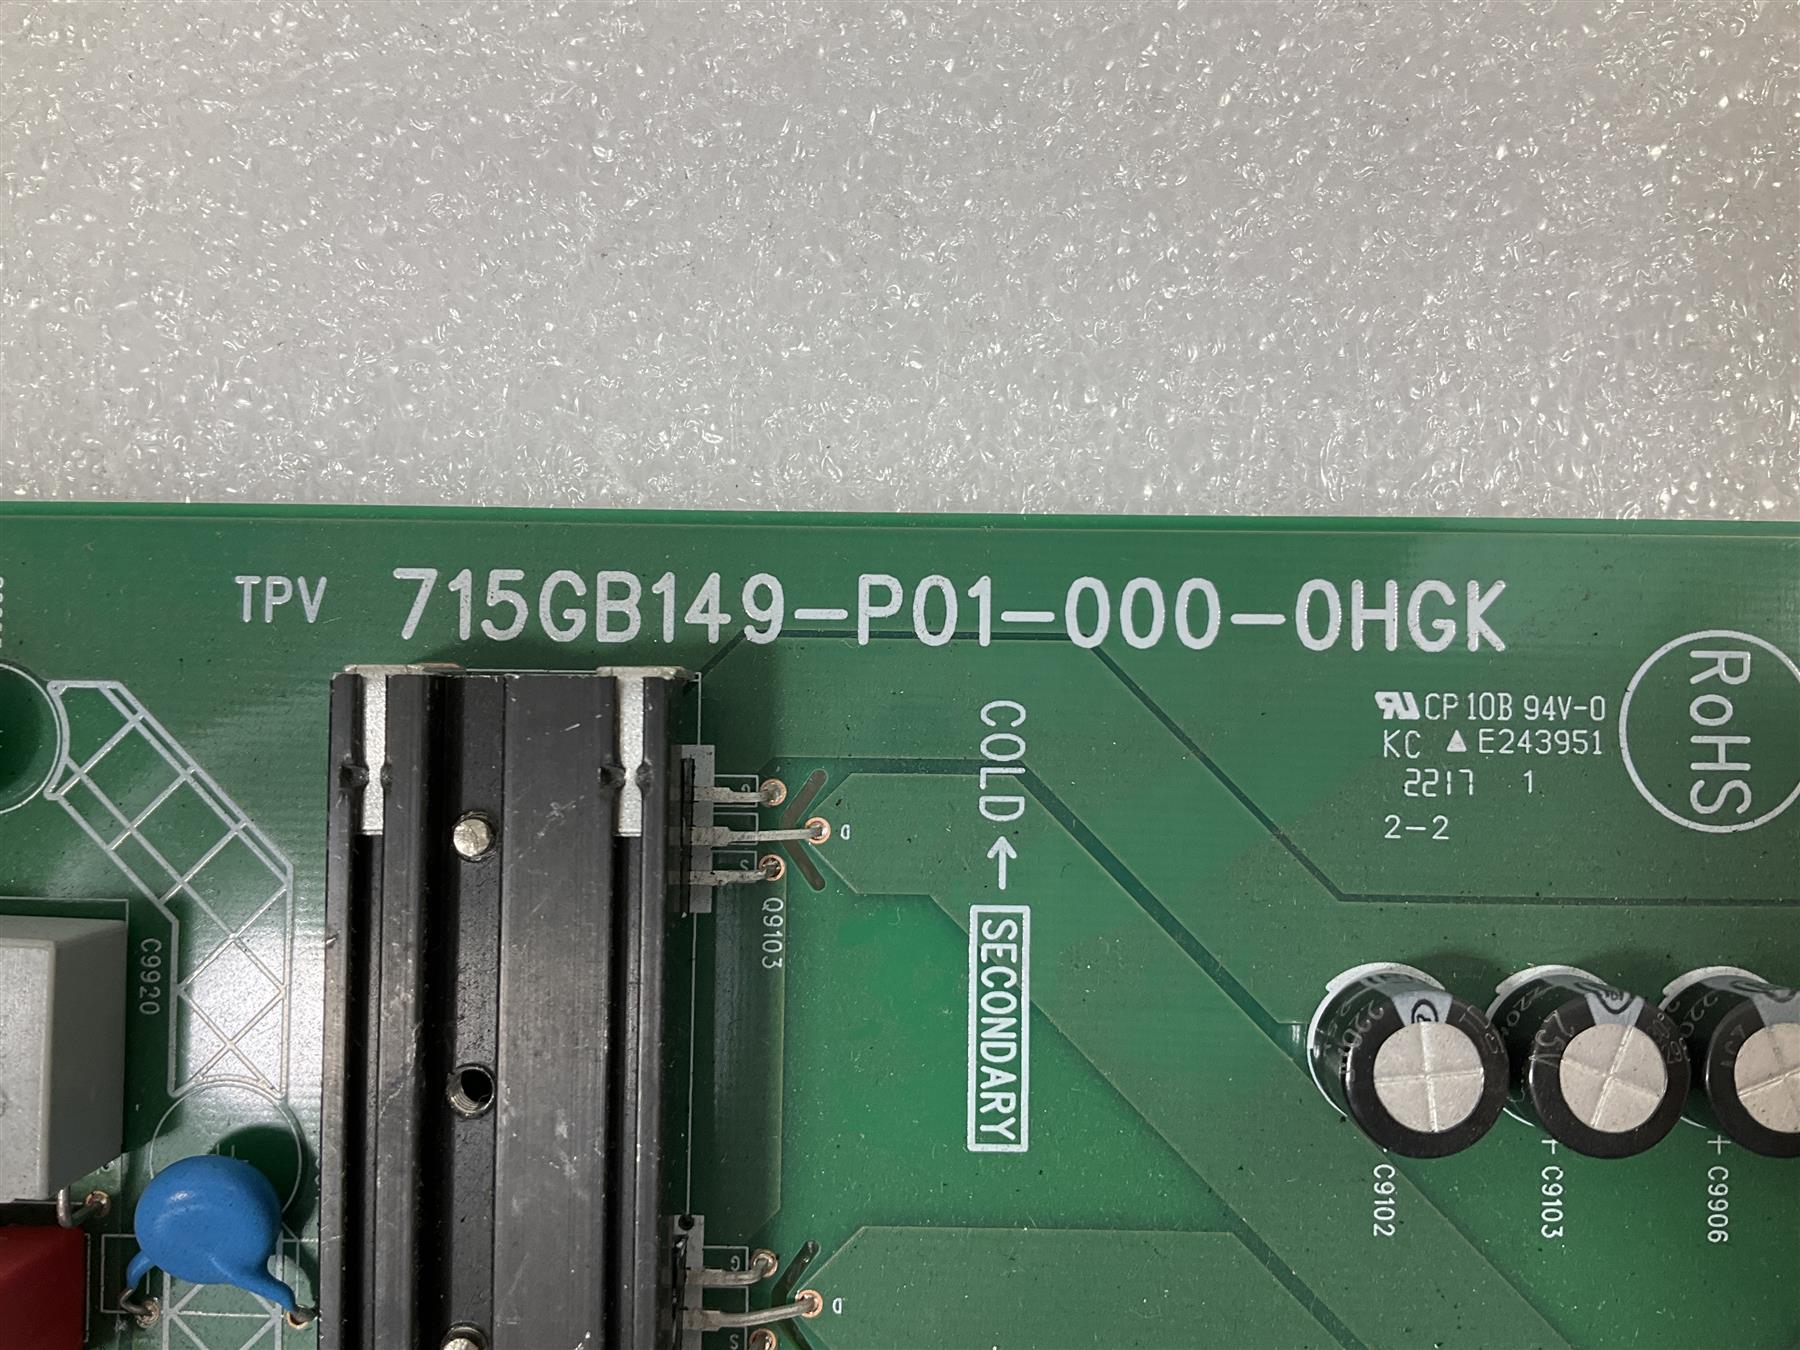 TPV 715GB149-P01-000-0HGK
CP 10B 94V-0
KC E243951
2217 1
2-2
RoHS
COLD ←
SECONDARY
G
D
S
Q9103
C9920
C9102
+ C9103
+ C9906
G
D
S